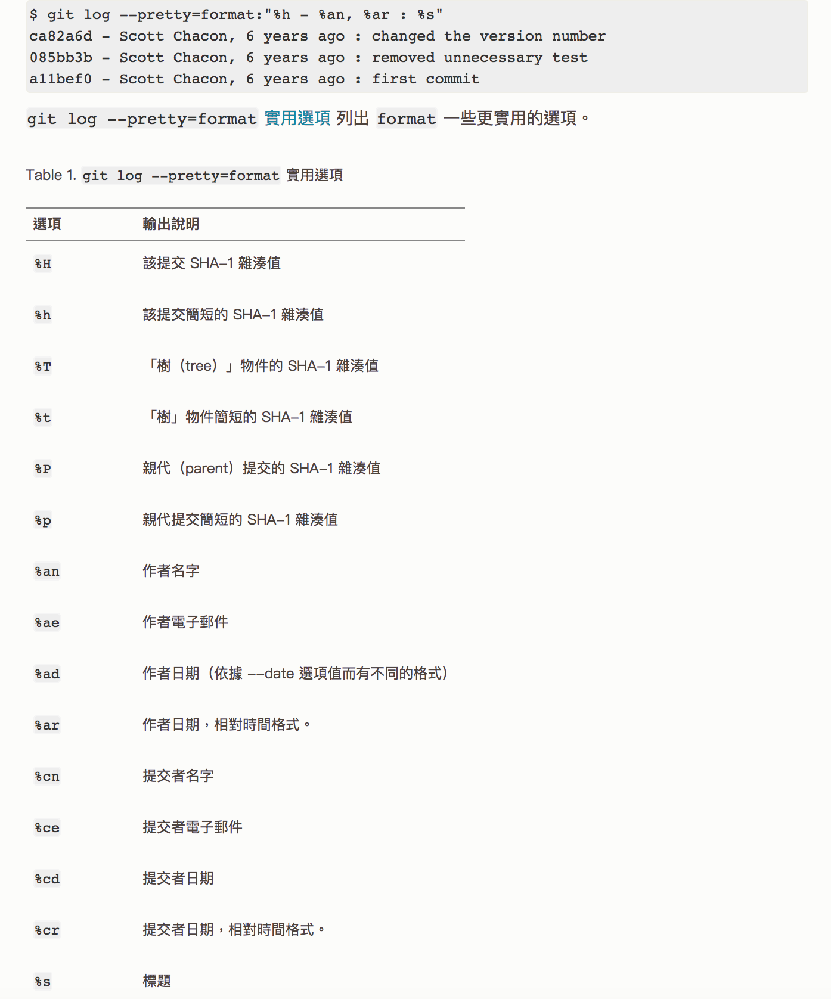 $ git log --pretty=format:"%h - %an, %ar : %s"
ca82a6d - Scott Chacon, 6 years ago : changed the version number
085bb3b - Scott Chacon, 6 years ago : removed unnecessary test
a11bef0 - Scott Chacon, 6 years ago : first commit
git log --pretty=format 實用選項 列出 format 一些更實用的選項。
Table 1. git log --pretty=format 實用選項
選項 輸出說明
%H 該提交 SHA–1 雜湊值
%h 該提交簡短的 SHA–1 雜湊值
%T 「樹（tree）」物件的 SHA–1 雜湊值
%t 「樹」物件簡短的 SHA–1 雜湊值
%P 親代（parent）提交的 SHA–1 雜湊值
%p 親代提交簡短的 SHA–1 雜湊值
%an 作者名字
%ae 作者電子郵件
%ad 作者日期（依據 ––date 選項值而有不同的格式）
%ar 作者日期，相對時間格式。
%cn 提交者名字
%ce 提交者電子郵件
%cd 提交者日期
%cr 提交者日期，相對時間格式。
%s 標題